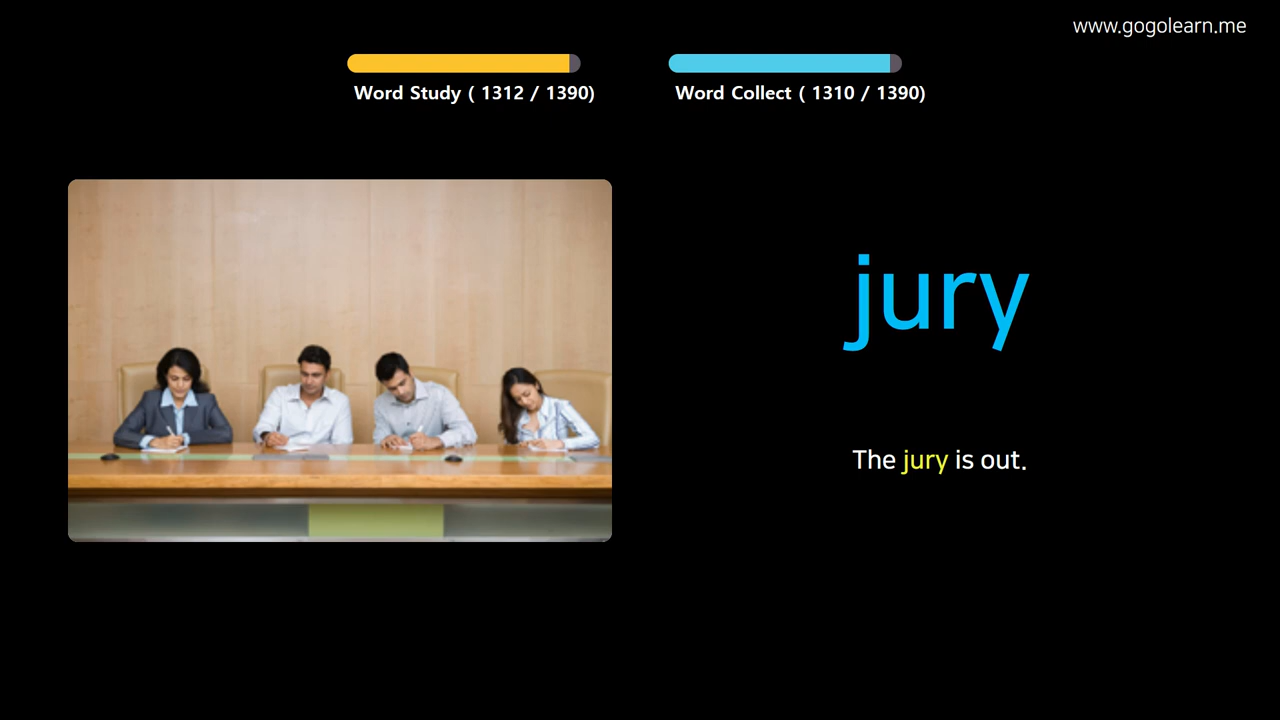 www.gogolearn.me
Word Study ( 1312 / 1390)
Word Collect ( 1310 / 1390)
jury
The jury is out.